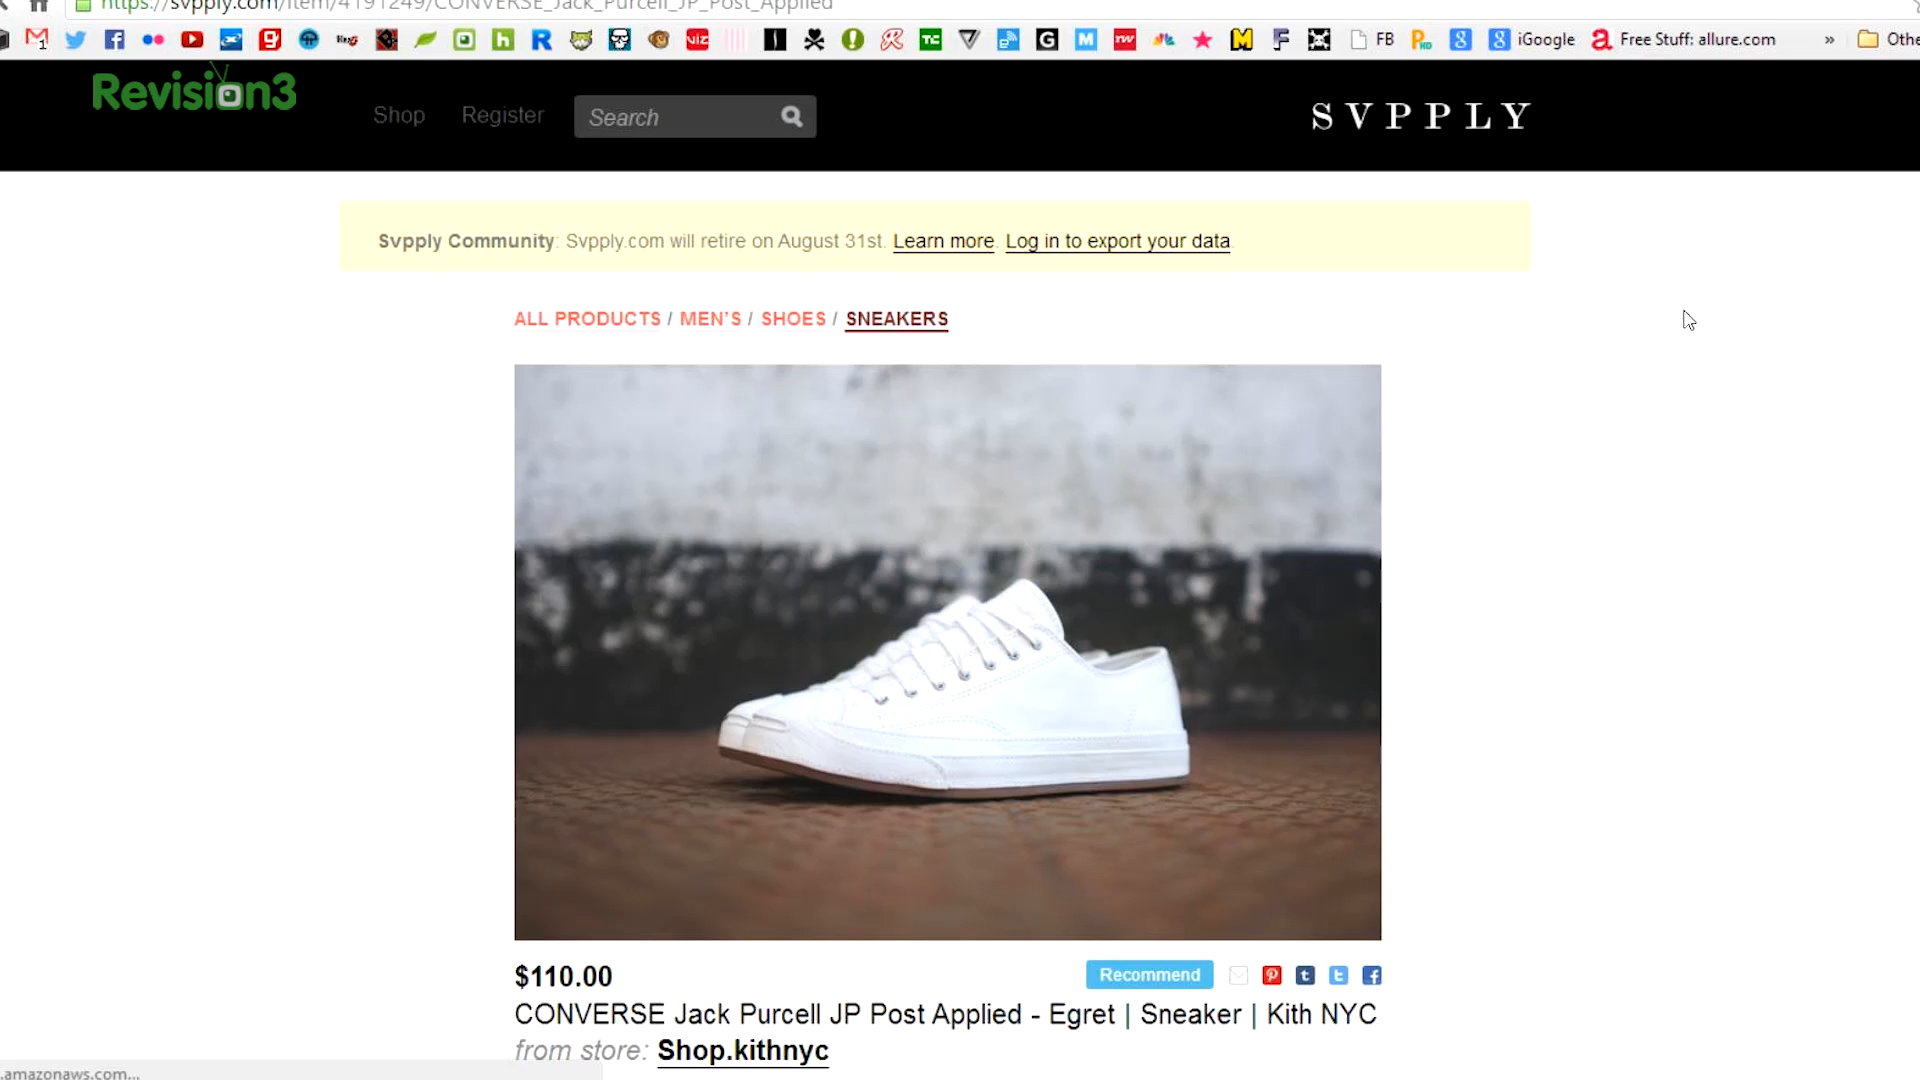 https://svpply.com/item/4191249/CONVERSE_Jack_Purcell_JP_Post_Applied
FB iGoogle Free Stuff: allure.com » Othe
Revision3
Shop Register Search SVPPLY
Svpply Community: Svpply.com will retire on August 31st. Learn more. Log in to export your data.
ALL PRODUCTS / MEN'S / SHOES / SNEAKERS
$110.00 Recommend
CONVERSE Jack Purcell JP Post Applied - Egret | Sneaker | Kith NYC
from store: Shop.kithnyc
.amazonaws.com...